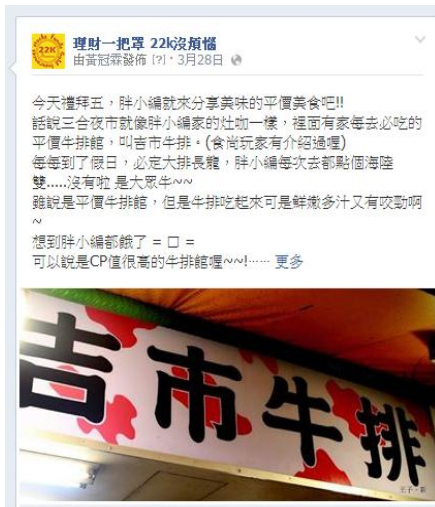 22K
理財一把罩 22k沒煩惱
由黃冠霖發佈 [?]・3月28日
今天禮拜五，胖小編就來分享美味的平價美食吧!!
話說三合夜市就像胖小編家的灶咖一樣，裡面有家每去必吃的
平價牛排館，叫吉市牛排。(食尚玩家有介紹過喔)
每每到了假日，必定大排長龍，胖小編每次去都點個海陸
雙.....沒有啦 是大眾牛~~
雖說是平價牛排館，但是牛排吃起來可是鮮嫩多汁又有咬勁啊
~
想到胖小編都餓了 = □ =
可以說是CP值很高的牛排館喔~~!...... 更多
吉市牛排